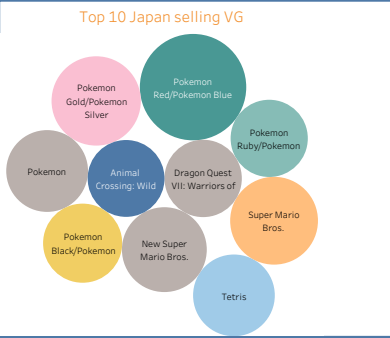 Top 10 Japan selling VG
Pokemon
Gold/Pokemon
Silver
Pokemon
Red/Pokemon Blue
Pokemon
Ruby/Pokemon
Pokemon
Animal
Crossing: Wild
Dragon Quest
VII: Warriors of
Super Mario
Bros.
Pokemon
Black/Pokemon
New Super
Mario Bros.
Tetris